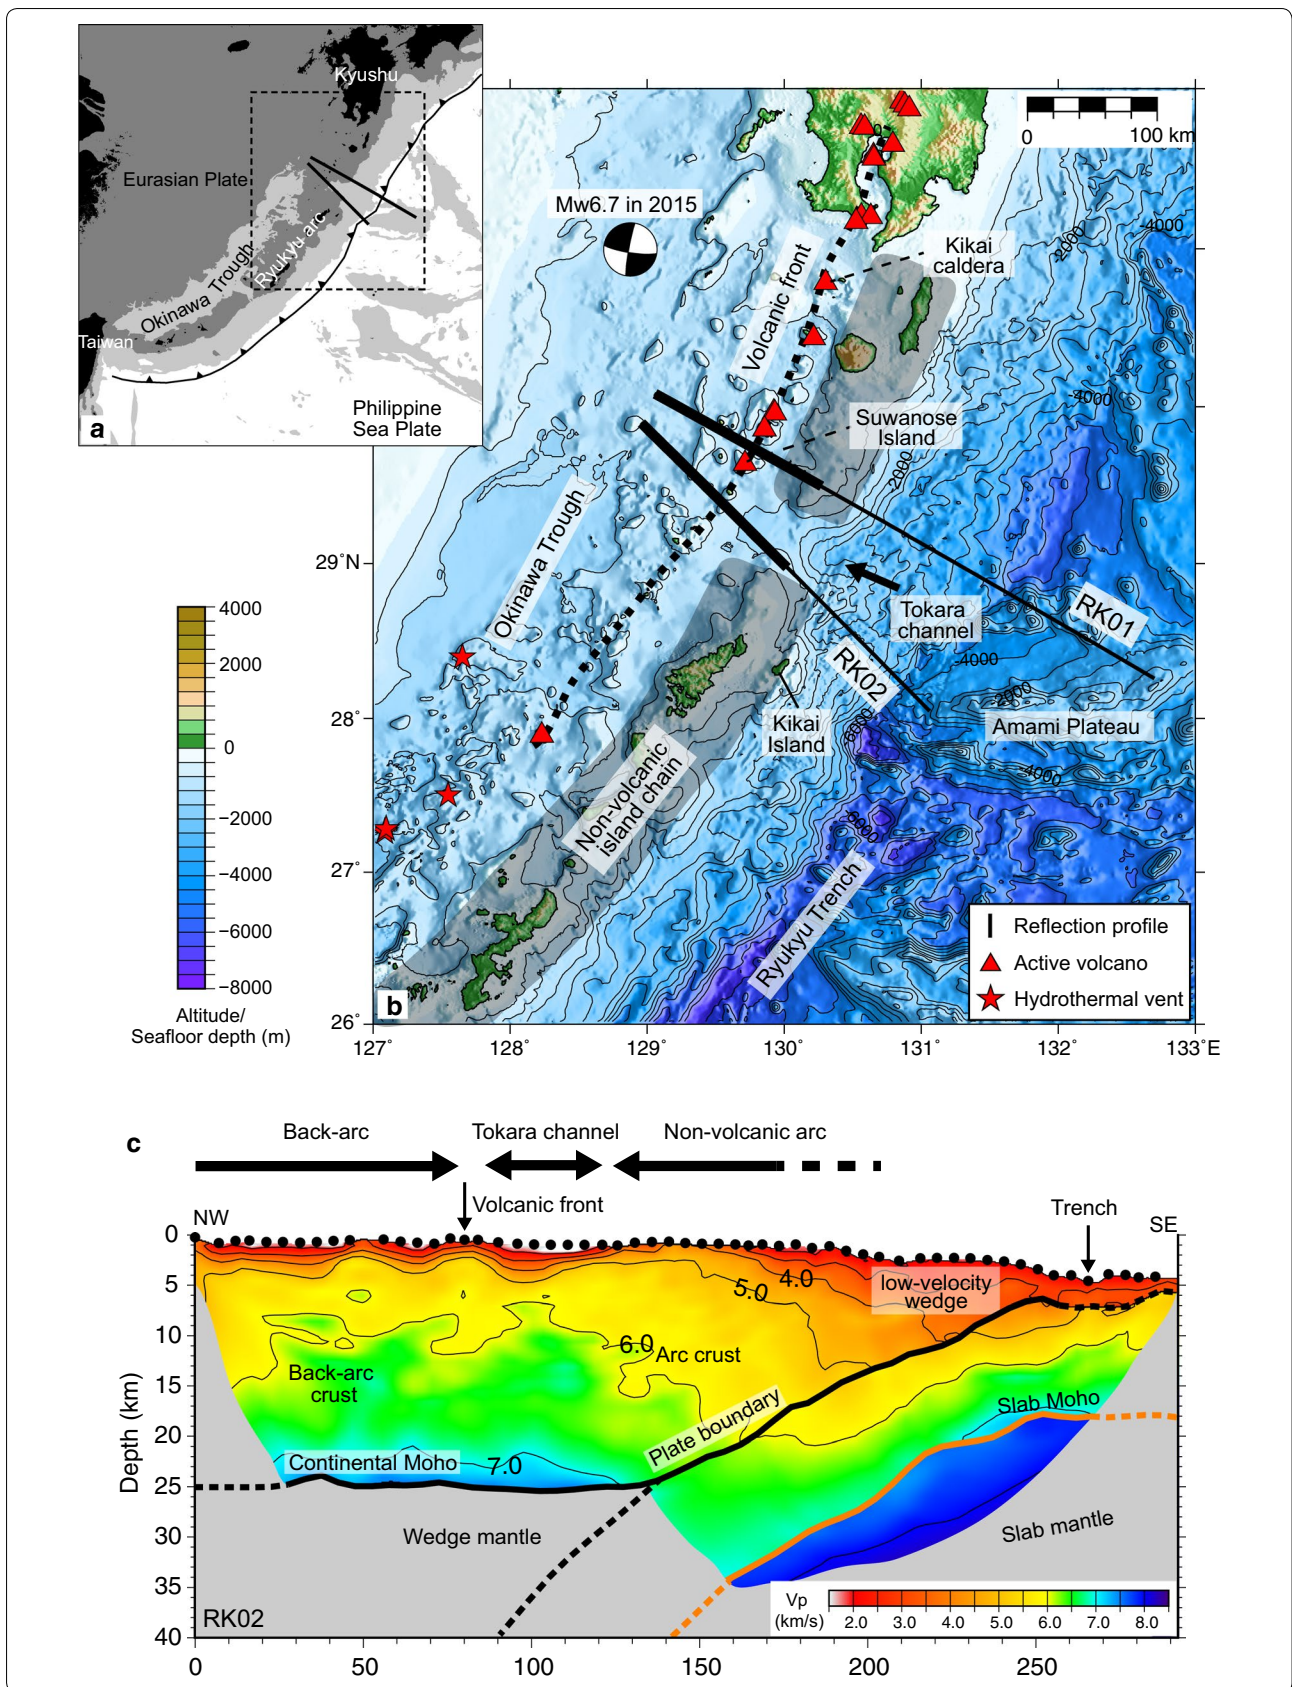 Kyushu
Eurasian Plate
Okinawa Trough
Ryukyu arc
Taiwan
Philippine
Sea Plate
a
0
100 km
Mw6.7 in 2015
Kikai
caldera
Volcanic front
Suwanose
Island
-2000
-4000
-4000
-2000
Okinawa Trough
Tokara
channel
RK01
RK02
-4000
-2000
Amami Plateau
Kikai
Island
-6000
-4000
-6000
Non-volcanic
island chain
Ryukyu Trench
Reflection profile
Active volcano
Hydrothermal vent
b
29°N
28°
27°
26°
127°
128°
129°
130°
131°
132°
133°E
4000
2000
0
−2000
−4000
−6000
−8000
Altitude/
Seafloor depth (m)
c
Back-arc
Tokara channel
Non-volcanic arc
Volcanic front
Trench
NW
SE
low-velocity
wedge
5.0
4.0
6.0
Arc crust
Back-arc
crust
Plate boundary
Slab Moho
Continental Moho
7.0
Wedge mantle
Slab mantle
RK02
Vp
(km/s)
2.0
3.0
4.0
5.0
6.0
7.0
8.0
Depth (km)
0
5
10
15
20
25
30
35
40
0
50
100
150
200
250